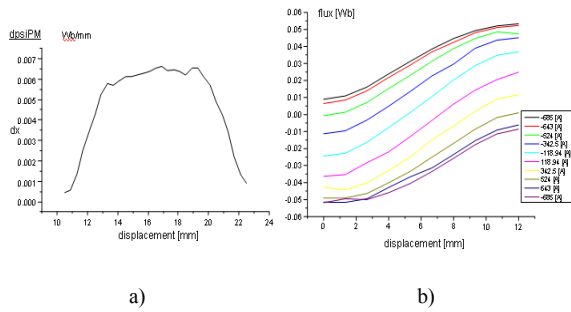 dpsiPM Wb/mm
0.007
0.006
0.005
0.004
0.003
0.002
0.001
0.000
dx
10 12 14 16 18 20 22 24
displacement [mm]
a)
flux [Wb]
0.06
0.05
0.04
0.03
0.02
0.01
0.00
-0.01
-0.02
-0.03
-0.04
-0.05
-0.06
0 2 4 6 8 10 12
displacement [mm]
-685 [A]
-643 [A]
-524 [A]
-342.5 [A]
-118.94 [A]
118.94 [A]
342.5 [A]
524 [A]
643 [A]
-685 [A]
b)